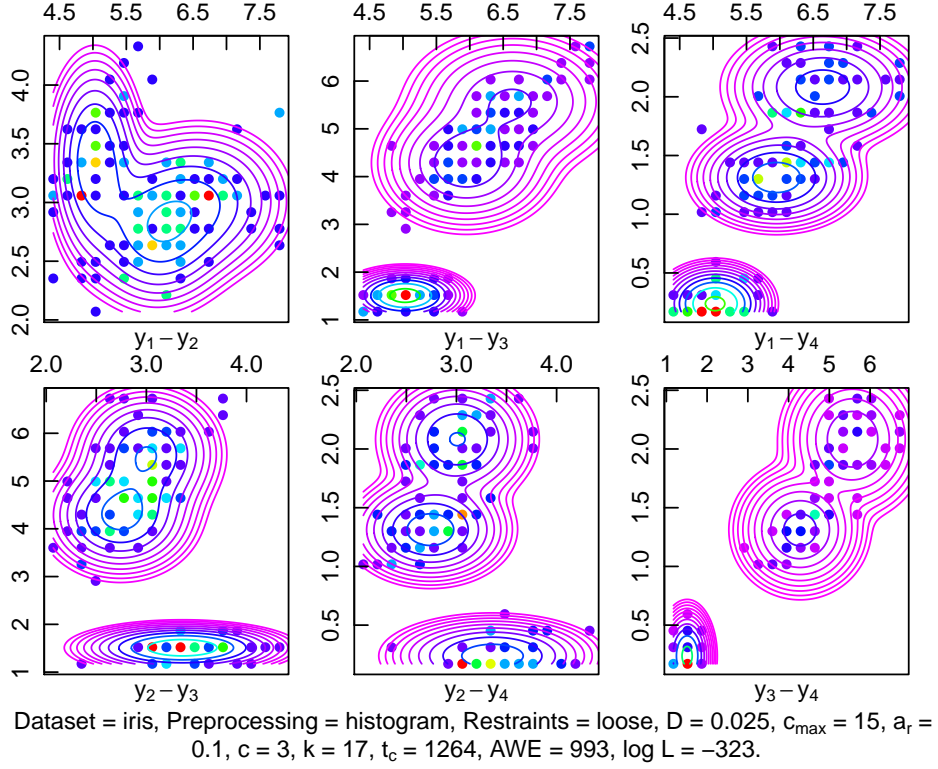 4.5 5.5 6.5 7.5
4.5 5.5 6.5 7.5
4.5 5.5 6.5 7.5
2.0 2.5 3.0 3.5 4.0
1 2 3 4 5 6
0.5 1.0 1.5 2.0 2.5
y₁ – y₂
y₁ – y₃
y₁ – y₄
2.0 3.0 4.0
2.0 3.0 4.0
1 2 3 4 5 6
1 2 3 4 5 6
0.5 1.0 1.5 2.0 2.5
0.5 1.0 1.5 2.0 2.5
y₂ – y₃
y₂ – y₄
y₃ – y₄
Dataset = iris, Preprocessing = histogram, Restraints = loose, D = 0.025, c_max = 15, a_r =
0.1, c = 3, k = 17, t_c = 1264, AWE = 993, log L = −323.